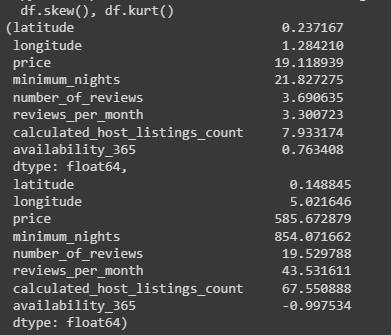 df.skew(), df.kurt()
(latitude 0.237167
longitude 1.284210
price 19.118939
minimum_nights 21.827275
number_of_reviews 3.690635
reviews_per_month 3.300723
calculated_host_listings_count 7.933174
availability_365 0.763408
dtype: float64,
latitude 0.148845
longitude 5.021646
price 585.672879
minimum_nights 854.071662
number_of_reviews 19.529788
reviews_per_month 43.531611
calculated_host_listings_count 67.550888
availability_365 -0.997534
dtype: float64)